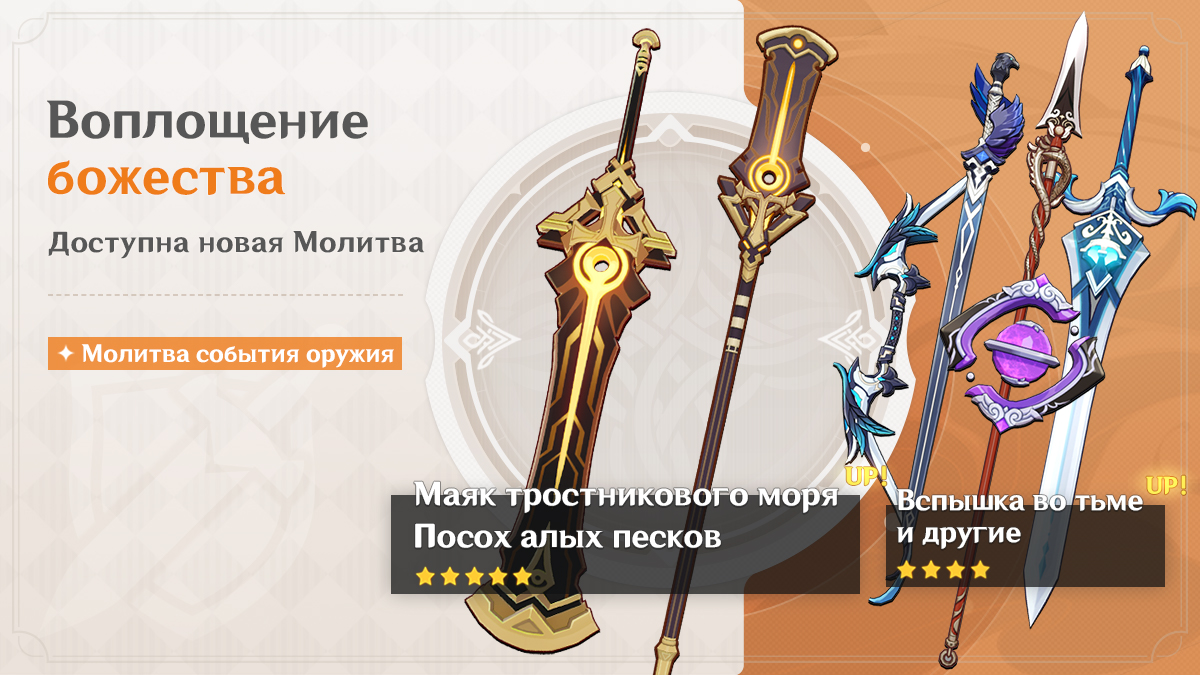 Воплощение
божества
Доступна новая Молитва
✦ Молитва события оружия
Маяк тростникового моря
Посох алых песков
UP!
Вспышка во тьме
и другие
UP!